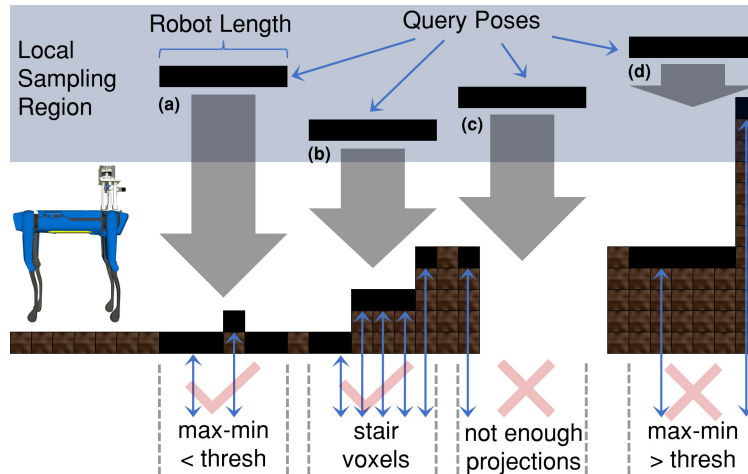 Local
Sampling
Region
Robot Length
Query Poses
(a)
(b)
(c)
(d)
max-min
< thresh
stair
voxels
not enough
projections
max-min
> thresh